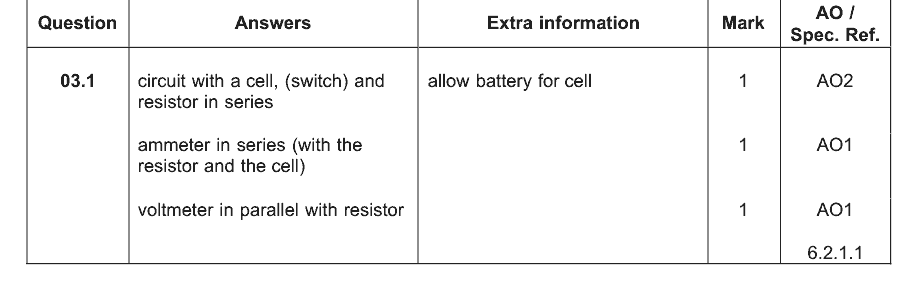 Question Answers Extra information Mark AO /
Spec. Ref.
03.1 circuit with a cell, (switch) and allow battery for cell 1 AO2
resistor in series
ammeter in series (with the 1 AO1
resistor and the cell)
voltmeter in parallel with resistor 1 AO1
6.2.1.1